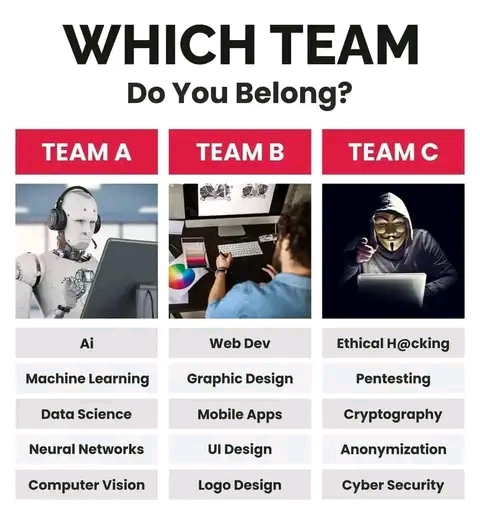 WHICH TEAM
Do You Belong?
TEAM A
TEAM B
TEAM C
Ai
Web Dev
Ethical H@cking
Machine Learning
Graphic Design
Pentesting
Data Science
Mobile Apps
Cryptography
Neural Networks
UI Design
Anonymization
Computer Vision
Logo Design
Cyber Security